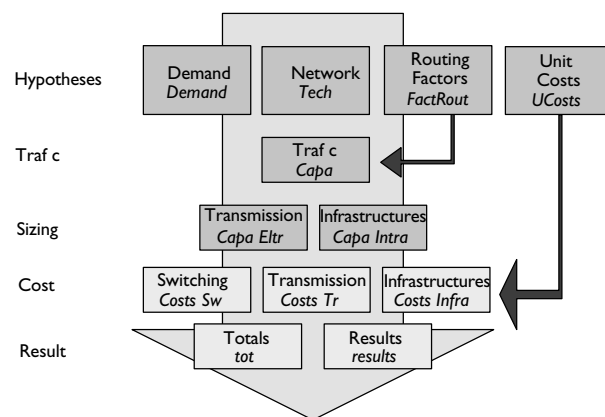 Hypotheses
Demand
Demand
Network
Tech
Routing
Factors
FactRout
Unit
Costs
UCosts
Traf c
Traf c
Capa
Sizing
Transmission
Capa Eltr
Infrastructures
Capa Intra
Cost
Switching
Costs Sw
Transmission
Costs Tr
Infrastructures
Costs Infra
Result
Totals
tot
Results
results